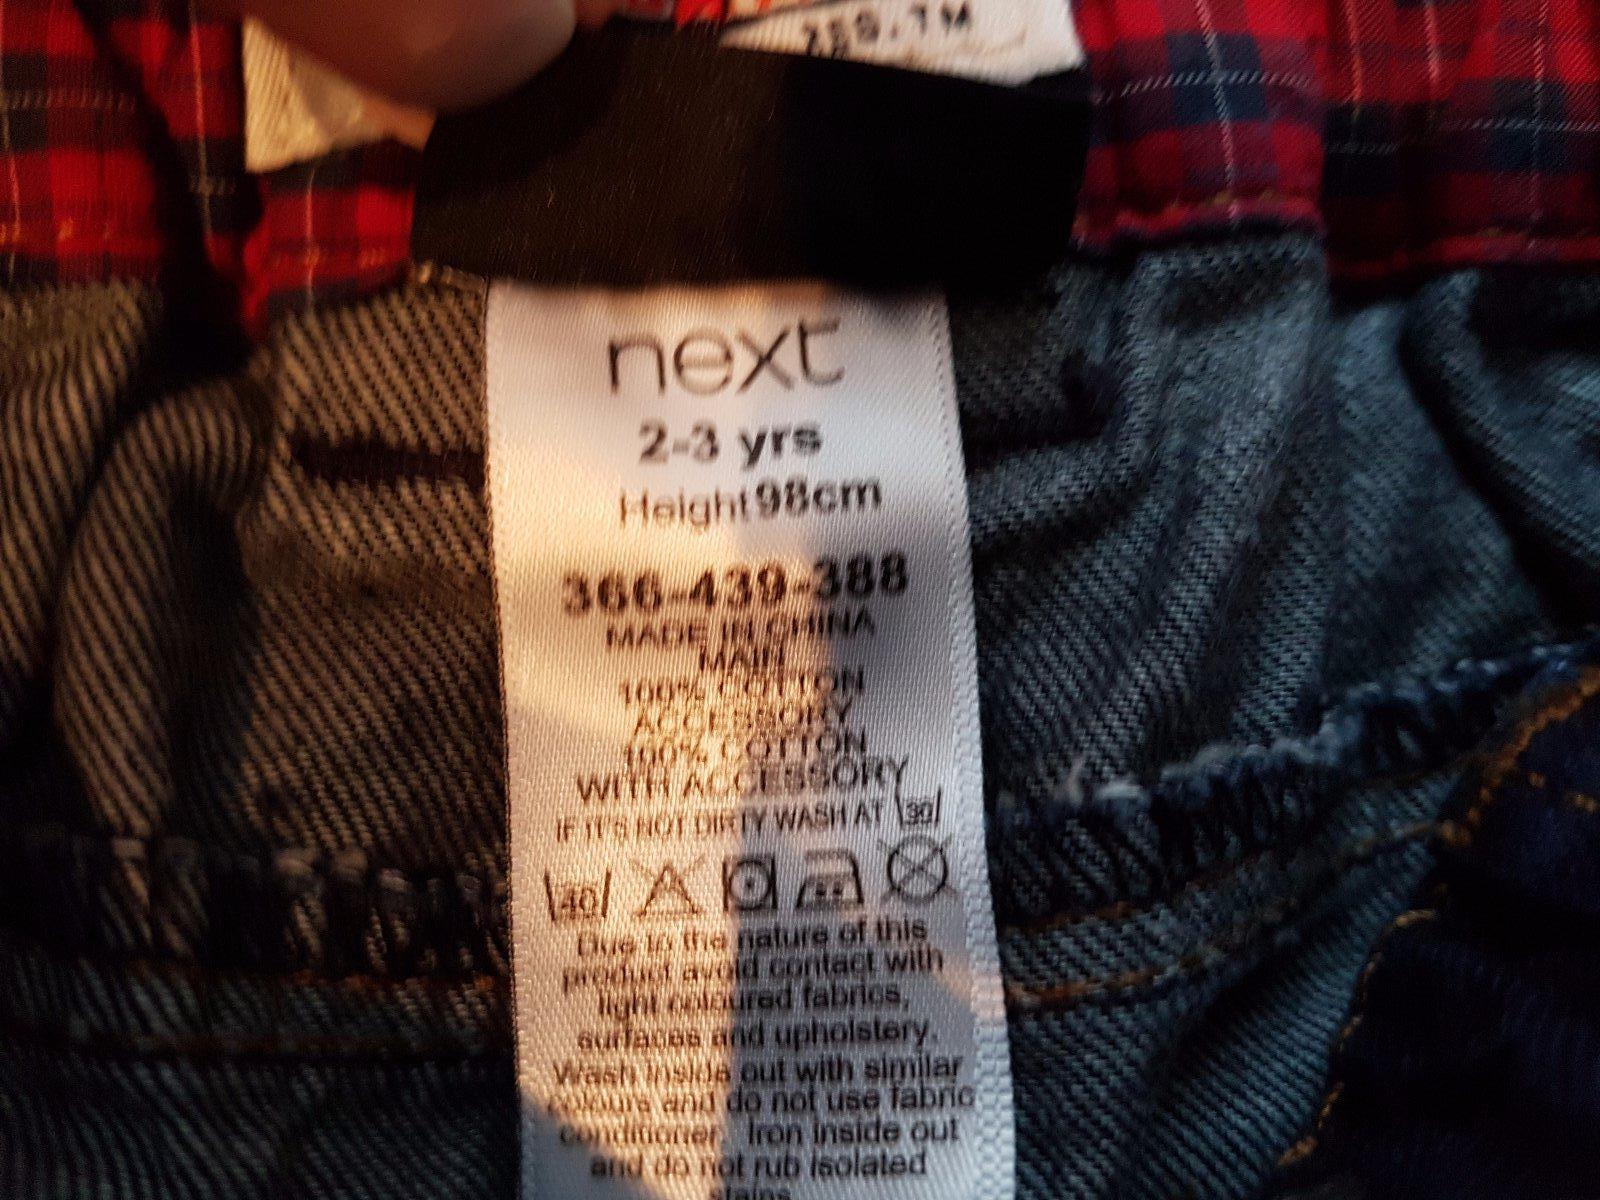 next
2-3 yrs
Height 98cm
366-439-388
MADE IN CHINA
MAIN
100% COTTON
ACCESSORY
100% COTTON
WITH ACCESSORY
IF IT'S NOT DIRTY WASH AT 30
40
Due to the nature of this
product avoid contact with
light coloured fabrics,
surfaces and upholstery.
Wash inside out with similar
colours and do not use fabric
conditioner. Iron inside out
and do not rub isolated
stains.